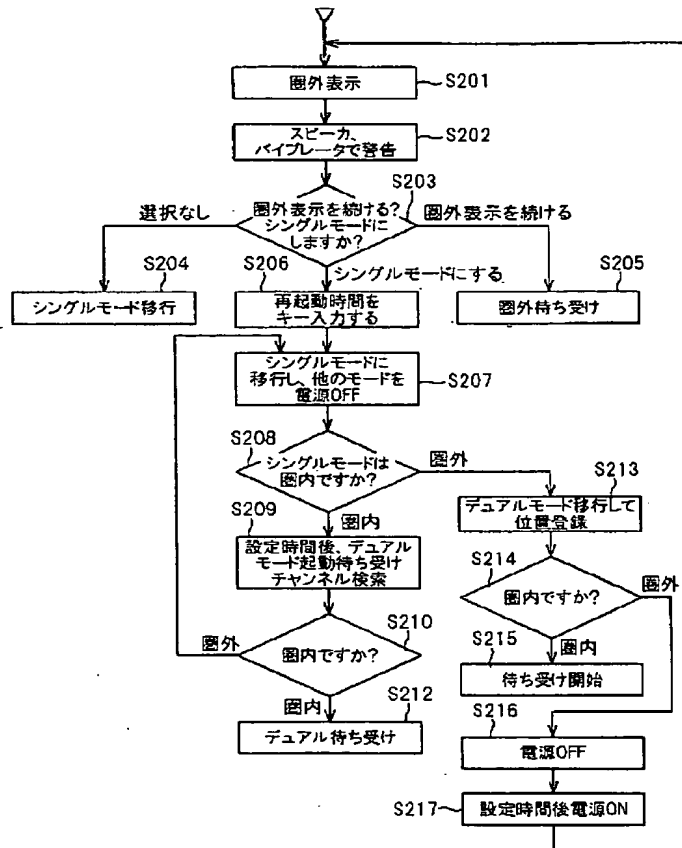 圏外表示
S201
スピーカ、
バイブレータで警告
S202
S203
圏外表示を続ける?
シングルモードに
しますか?
選択なし
圏外表示を続ける
シングルモードにする
S204
シングルモード移行
S205
圏外待ち受け
S206
再起動時間を
キー入力する
シングルモードに
移行し、他のモードを
電源OFF
S207
S208
シングルモードは
圏内ですか?
圏外
圏内
S209
設定時間後、デュアル
モード起動待ち受け
チャンネル検索
S210
圏内ですか?
圏外
圏内
S212
デュアル待ち受け
S213
デュアルモード移行して
位置登録
S214
圏内ですか?
圏外
圏内
S215
待ち受け開始
S216
電源OFF
S217
設定時間後電源ON